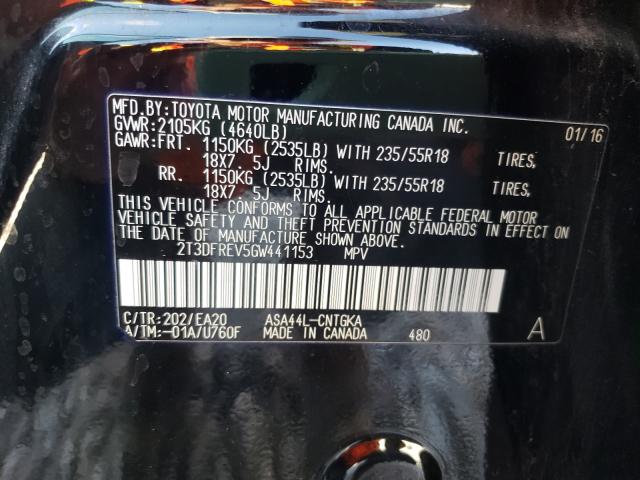 MFD.BY:TOYOTA MOTOR MANUFACTURING CANADA INC.
GVWR:2105KG (4640LB) 01/16
GAWR:FRT. 1150KG (2535LB) WITH 235/55R18 TIRES,
18X7. 5J RIMS.
RR. 1150KG (2535LB) WITH 235/55R18 TIRES,
18X7 5J RIMS.
THIS VEHICLE CONFORMS TO ALL APPLICABLE FEDERAL MOTOR
VEHICLE SAFETY AND THEFT PREVENTION STANDARDS IN EFFECT ON
THE DATE OF MANUFACTURE SHOWN ABOVE.
2T3DFREV5GW441153 MPV
C/TR:202/EA20 ASA44L-CNTGKA
A/TM:-01A/U760F MADE IN CANADA 480 A